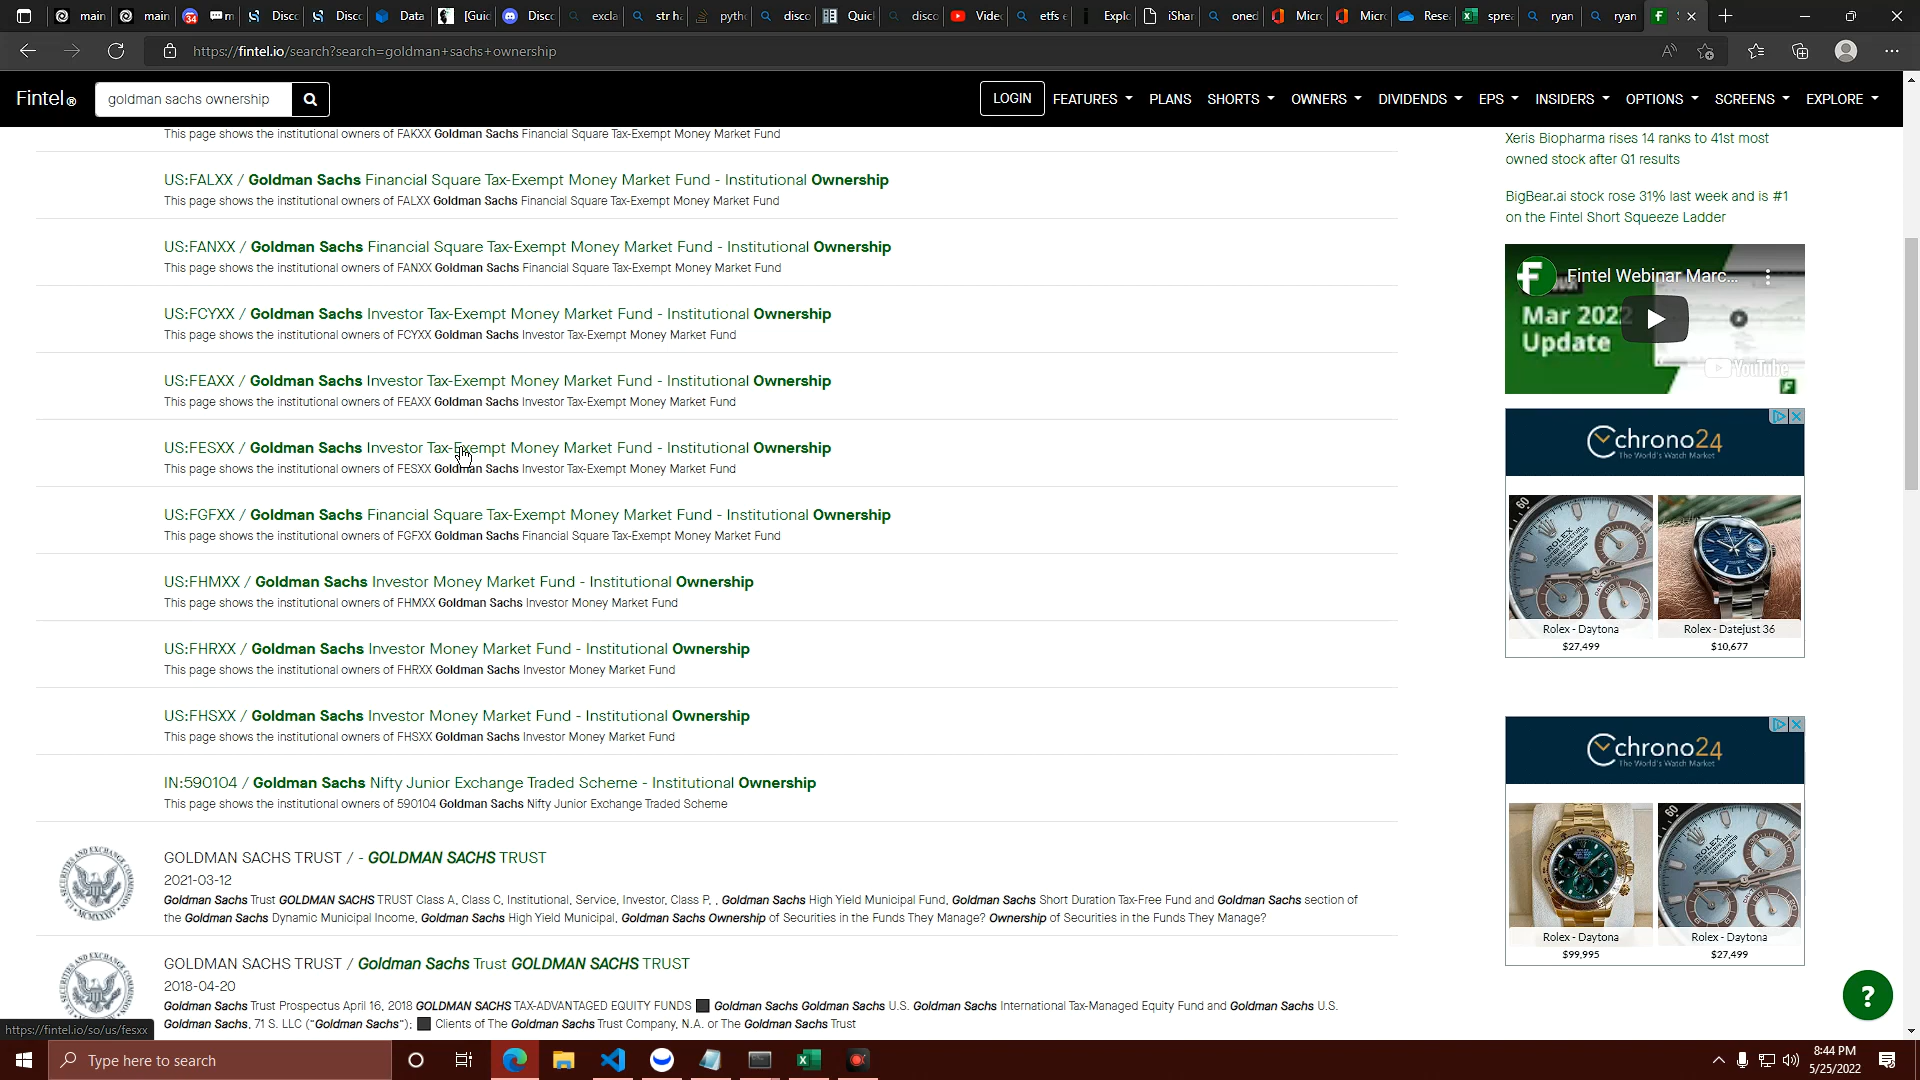 main
main
34
m
Disc
Disc
Data
[Guid
Disc
excla
str ha
pytho
disco
Quic
disco
Vide
etfs e
Explo
iShar
oned
Micr
Micr
Rese
sprea
ryan
ryan
https://fintel.io/search?search=goldman+sachs+ownership
Fintel®
goldman sachs ownership
LOGIN FEATURES PLANS SHORTS OWNERS DIVIDENDS EPS INSIDERS OPTIONS SCREENS EXPLORE
This page shows the institutional owners of FAKXX Goldman Sachs Financial Square Tax-Exempt Money Market Fund
US:FALXX / Goldman Sachs Financial Square Tax-Exempt Money Market Fund - Institutional Ownership
This page shows the institutional owners of FALXX Goldman Sachs Financial Square Tax-Exempt Money Market Fund
US:FANXX / Goldman Sachs Financial Square Tax-Exempt Money Market Fund - Institutional Ownership
This page shows the institutional owners of FANXX Goldman Sachs Financial Square Tax-Exempt Money Market Fund
US:FCYXX / Goldman Sachs Investor Tax-Exempt Money Market Fund - Institutional Ownership
This page shows the institutional owners of FCYXX Goldman Sachs Investor Tax-Exempt Money Market Fund
US:FEAXX / Goldman Sachs Investor Tax-Exempt Money Market Fund - Institutional Ownership
This page shows the institutional owners of FEAXX Goldman Sachs Investor Tax-Exempt Money Market Fund
US:FESXX / Goldman Sachs Investor Tax-Exempt Money Market Fund - Institutional Ownership
This page shows the institutional owners of FESXX Goldman Sachs Investor Tax-Exempt Money Market Fund
US:FGFXX / Goldman Sachs Financial Square Tax-Exempt Money Market Fund - Institutional Ownership
This page shows the institutional owners of FGFXX Goldman Sachs Financial Square Tax-Exempt Money Market Fund
US:FHMXX / Goldman Sachs Investor Money Market Fund - Institutional Ownership
This page shows the institutional owners of FHMXX Goldman Sachs Investor Money Market Fund
US:FHRXX / Goldman Sachs Investor Money Market Fund - Institutional Ownership
This page shows the institutional owners of FHRXX Goldman Sachs Investor Money Market Fund
US:FHSXX / Goldman Sachs Investor Money Market Fund - Institutional Ownership
This page shows the institutional owners of FHSXX Goldman Sachs Investor Money Market Fund
IN:590104 / Goldman Sachs Nifty Junior Exchange Traded Scheme - Institutional Ownership
This page shows the institutional owners of 590104 Goldman Sachs Nifty Junior Exchange Traded Scheme
GOLDMAN SACHS TRUST / - GOLDMAN SACHS TRUST
2021-03-12
Goldman Sachs Trust GOLDMAN SACHS TRUST Class A, Class C, Institutional, Service, Investor, Class P, , Goldman Sachs High Yield Municipal Fund, Goldman Sachs Short Duration Tax-Free Fund and Goldman Sachs section of
the Goldman Sachs Dynamic Municipal Income, Goldman Sachs High Yield Municipal, Goldman Sachs Ownership of Securities in the Funds They Manage? Ownership of Securities in the Funds They Manage?
GOLDMAN SACHS TRUST / Goldman Sachs Trust GOLDMAN SACHS TRUST
2018-04-20
Goldman Sachs Trust Prospectus April 16, 2018 GOLDMAN SACHS TAX-ADVANTAGED EQUITY FUNDS Goldman Sachs Goldman Sachs U.S. Goldman Sachs International Tax-Managed Equity Fund and Goldman Sachs U.S.
Goldman Sachs, 71 S. LLC ("Goldman Sachs"); Clients of The Goldman Sachs Trust Company, N.A. or The Goldman Sachs Trust
Xeris Biopharma rises 14 ranks to 41st most
owned stock after Q1 results
BigBear.ai stock rose 31% last week and is #1
on the Fintel Short Squeeze Ladder
Fintel Webinar Marc...
Mar 2022
Update
YouTube
Chrono24
The World's Watch Market
Rolex - Daytona
$27,499
Rolex - Datejust 36
$10,677
Chrono24
The World's Watch Market
Rolex - Daytona
$99,995
Rolex - Daytona
$27,499
?
https://fintel.io/so/us/fesxx
Type here to search
8:44 PM
5/25/2022